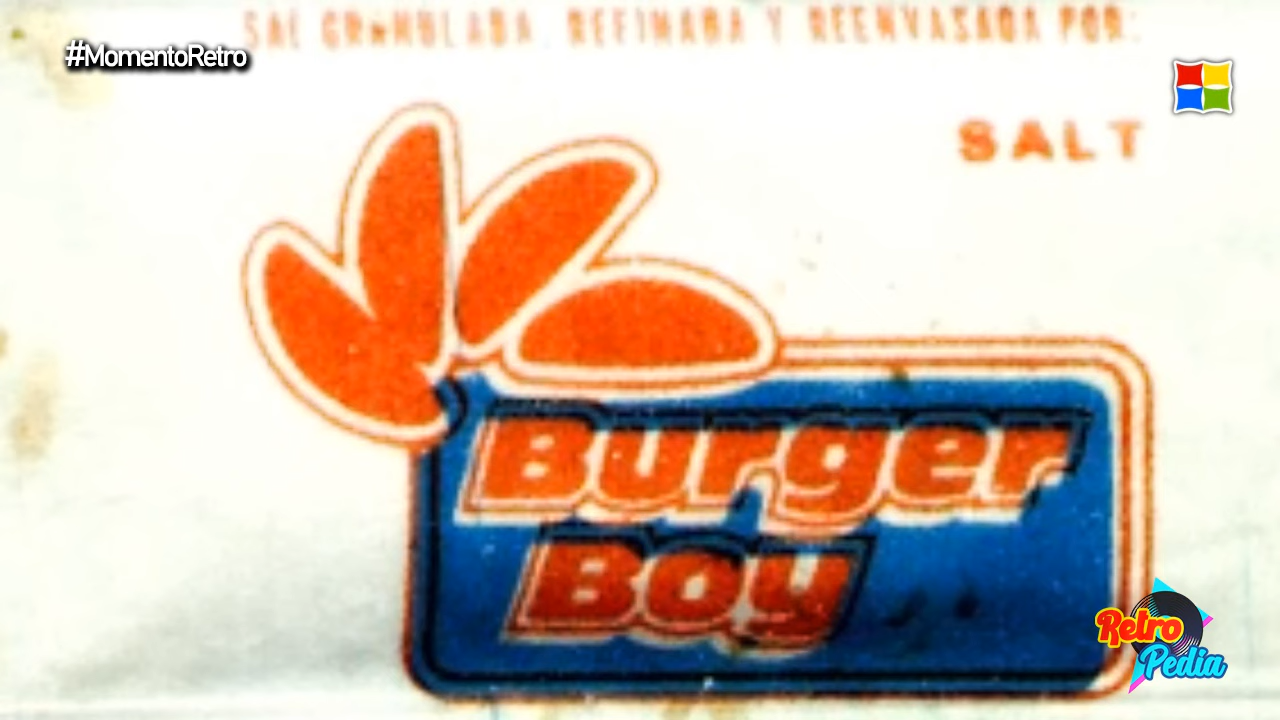 SAL GRANULADA, REFINADA Y REENVASADA POR:
#MomentoRetro
SALT
Burger
Boy
Retro
Pedia